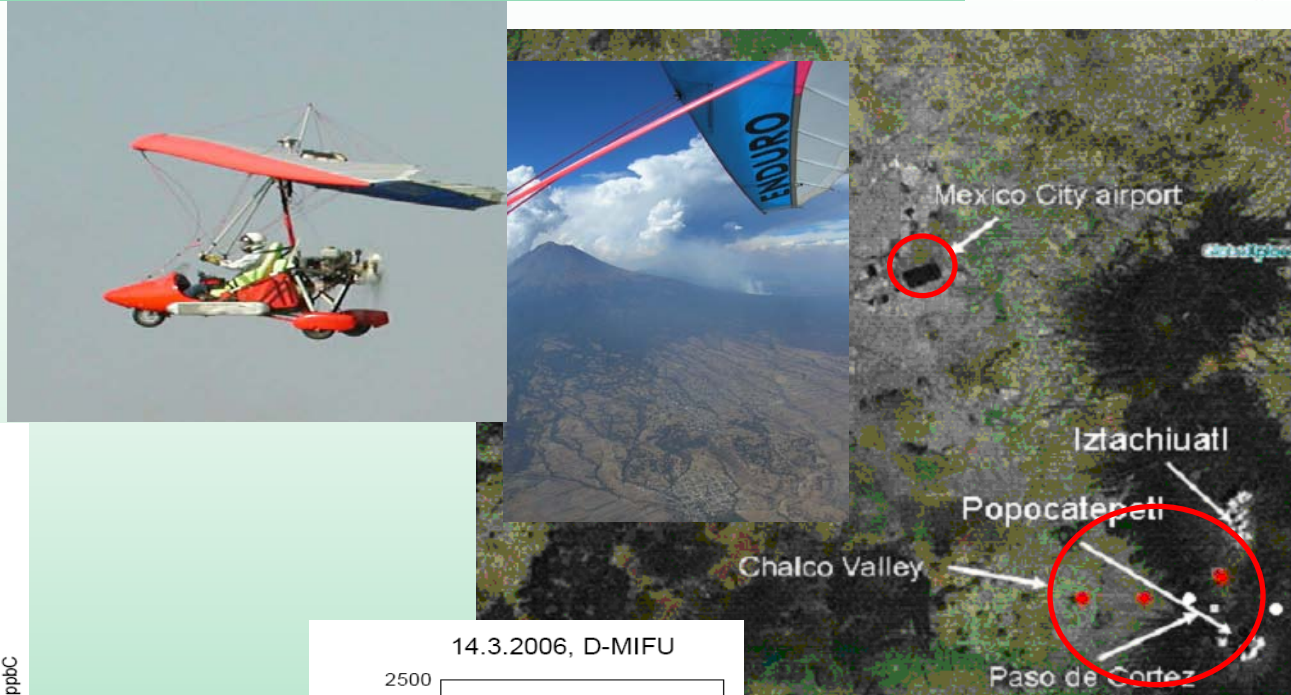 ENDURO
Mexico City airport
Iztachiuatl
Popocatepetl
Chalco Valley
Paso de Cortez
14.3.2006, D-MIFU
2500
ppbC